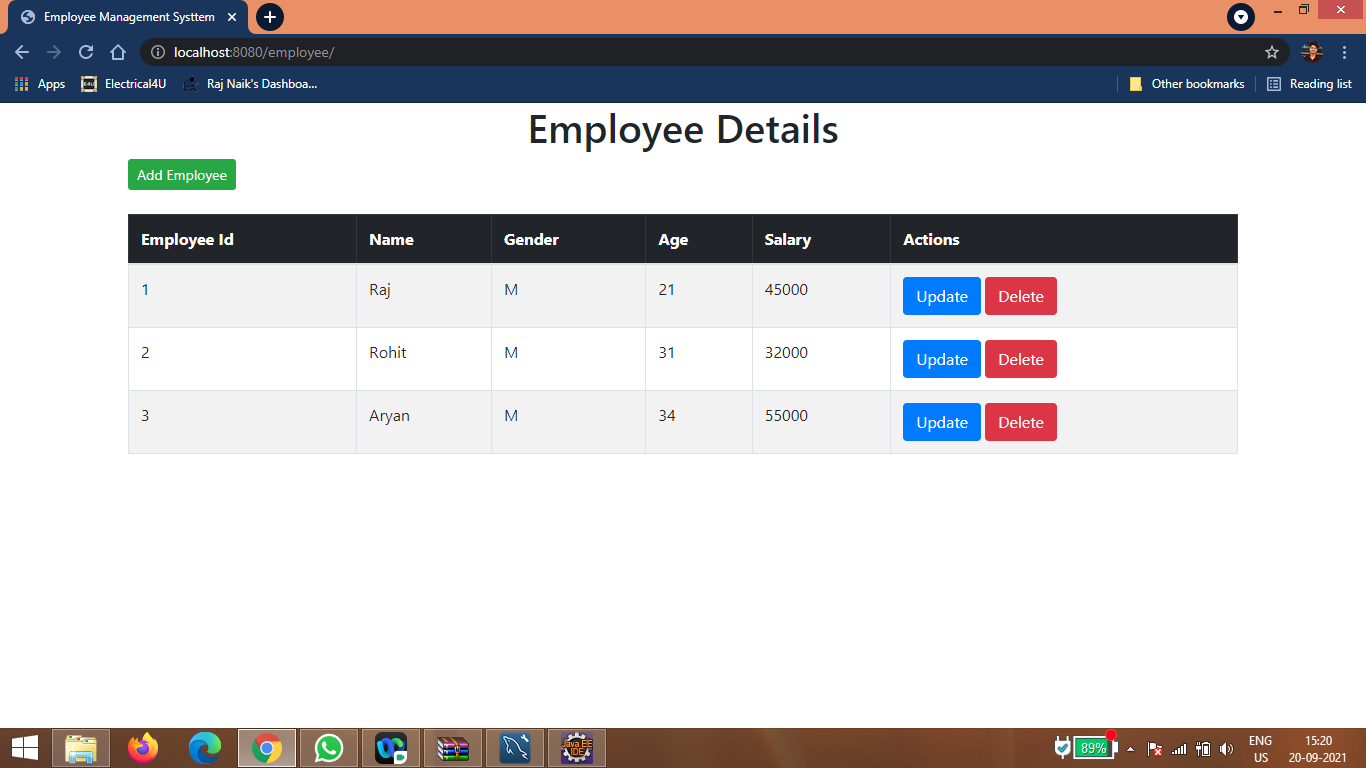 Employee Management Systtem
localhost:8080/employee/
Apps Electrical4U Raj Naik's Dashboa... Other bookmarks Reading list
Employee Details
Add Employee
Employee Id Name Gender Age Salary Actions
1 Raj M 21 45000 Update Delete
2 Rohit M 31 32000 Update Delete
3 Aryan M 34 55000 Update Delete
89% ENG 15:20
US 20-09-2021
Java EE
IDE